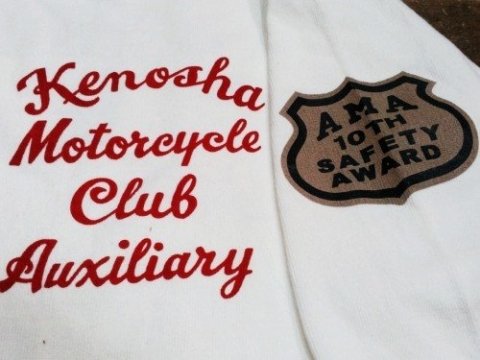 Kenosha
Motorcycle
Club
Auxiliary
AMA
10TH
SAFETY
AWARD